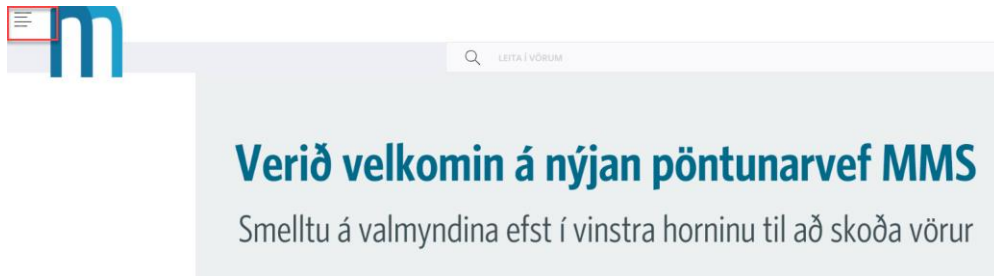 m
LEITA Í VÖRUM
Verið velkomin á nýjan pöntunarvef MMS
Smelltu á valmyndina efst í vinstra horninu til að skoða vörur